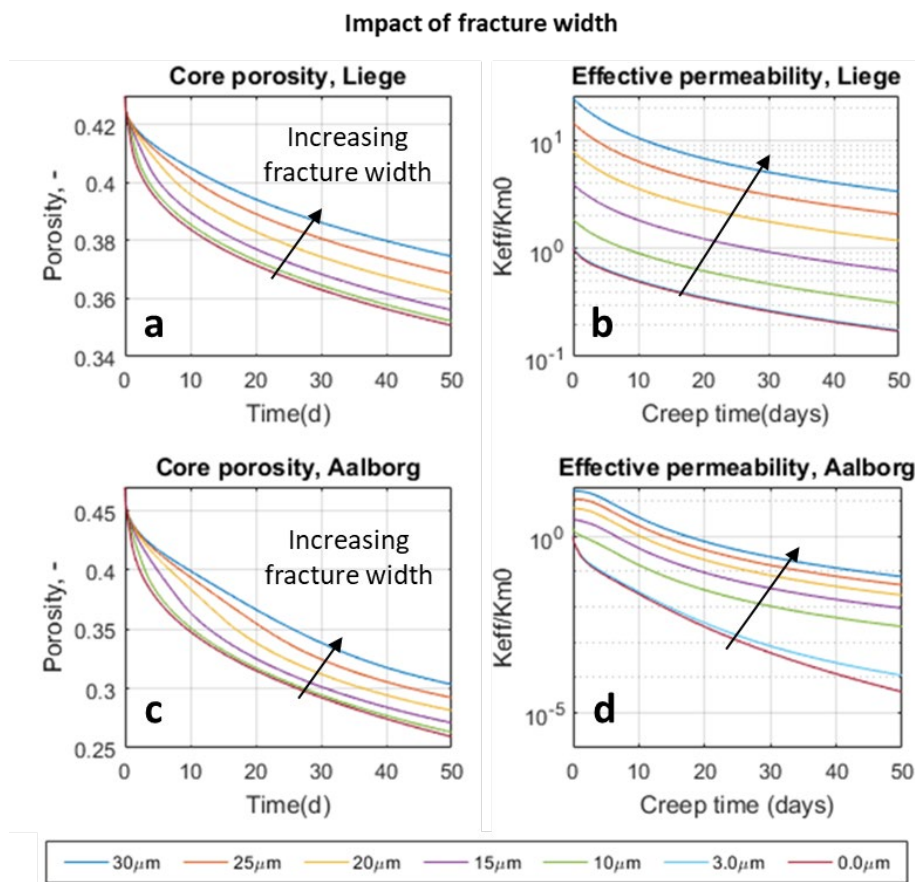 Impact of fracture width
Core porosity, Liege
Porosity, -
0.42
0.4
0.38
0.36
0.34
Increasing
fracture width
a
0 10 20 30 40 50
Time(d)
Effective permeability, Liege
Keff/Km0
10^1
10^0
10^-1
b
0 10 20 30 40 50
Creep time(days)
Core porosity, Aalborg
Porosity, -
0.45
0.4
0.35
0.3
0.25
Increasing
fracture width
c
0 10 20 30 40 50
Time(d)
Effective permeability, Aalborg
Keff/Km0
10^0
10^-5
d
0 10 20 30 40 50
Creep time (days)
30μm 25μm 20μm 15μm 10μm 3.0μm 0.0μm